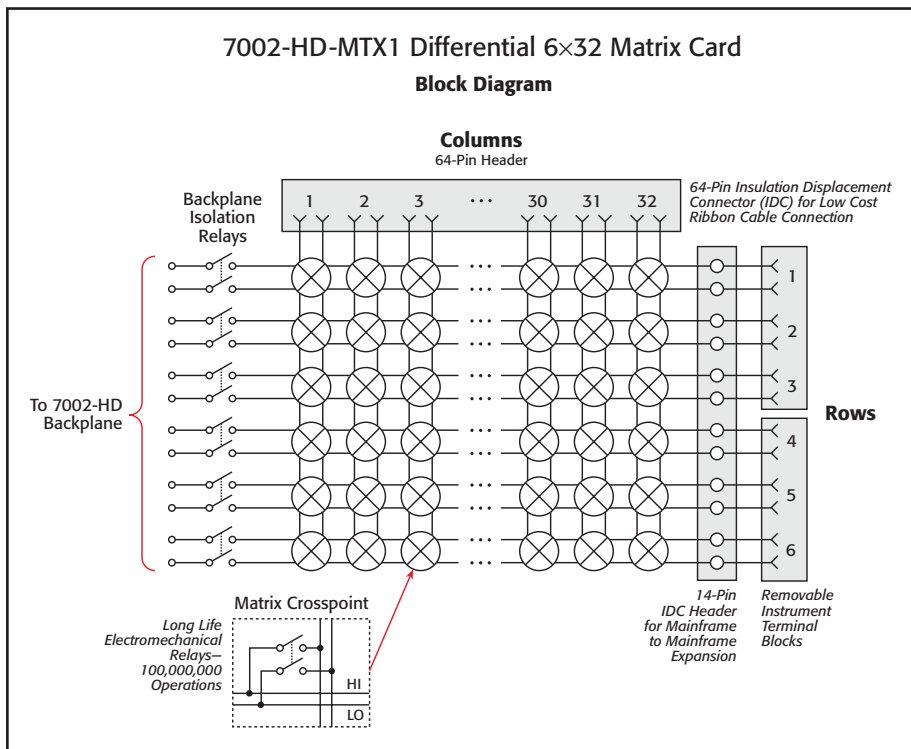 7002-HD-MTX1 Differential 6×32 Matrix Card
Block Diagram
Columns
64-Pin Header
1 2 3 ··· 30 31 32
64-Pin Insulation Displacement
Connector (IDC) for Low Cost
Ribbon Cable Connection
Backplane
Isolation
Relays
To 7002-HD
Backplane
1
2
3
4
5
6
Rows
14-Pin
IDC Header
for Mainframe
to Mainframe
Expansion
Removable
Instrument
Terminal
Blocks
Matrix Crosspoint
Long Life
Electromechanical
Relays—
100,000,000
Operations
HI
LO